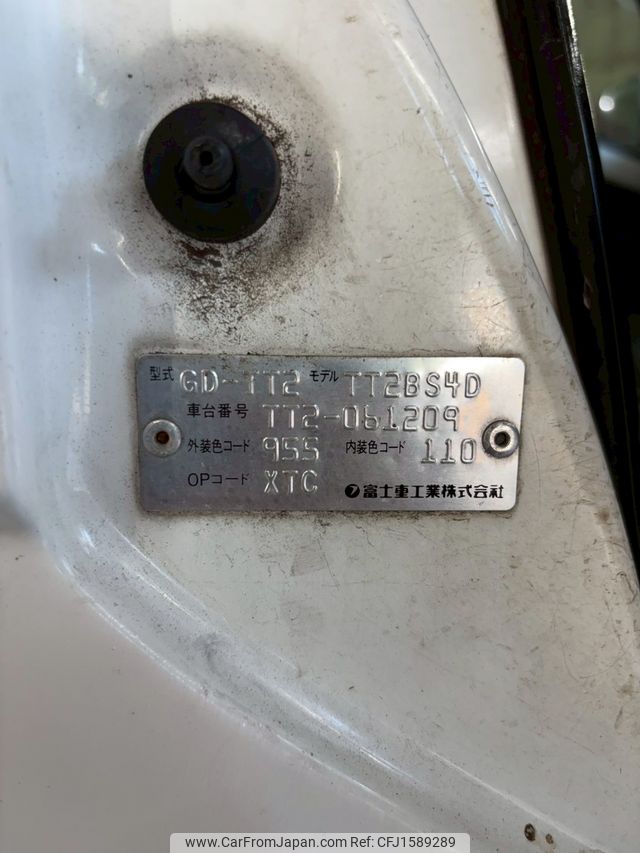 型式 GD-TT2 モデル TT2BS4D
車台番号 TT2-061209
外装色コード 955 内装色コード 110
OPコード XTC 富士重工業株式会社
www.CarFromJapan.com Ref:CFJ1589289